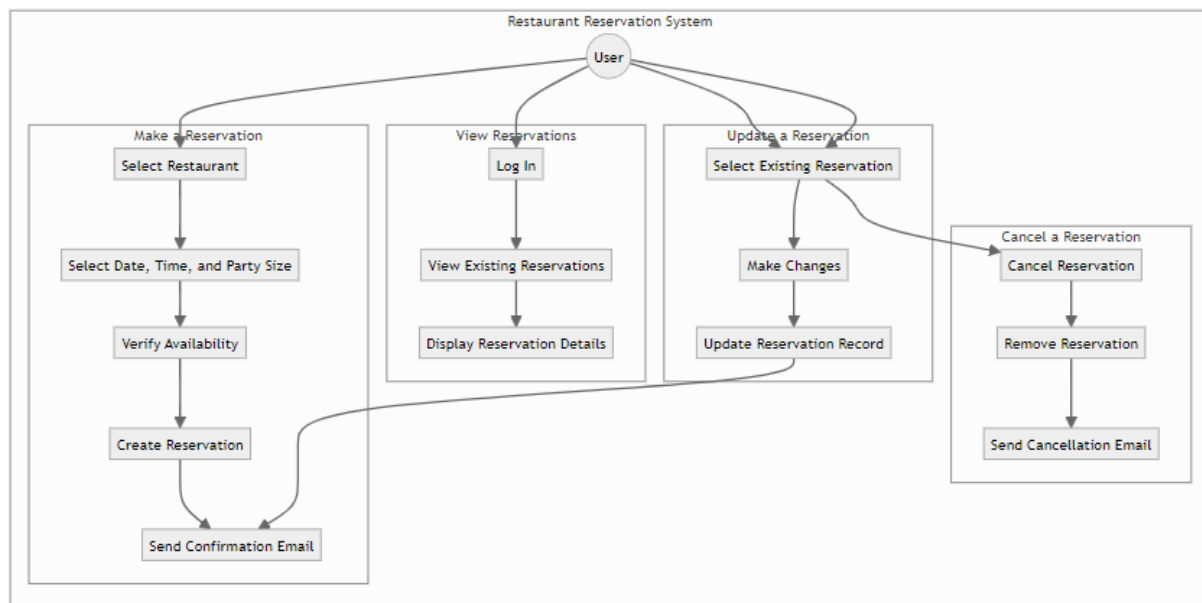 Restaurant Reservation System
User
Make a Reservation
Select Restaurant
Select Date, Time, and Party Size
Verify Availability
Create Reservation
Send Confirmation Email
View Reservations
Log In
View Existing Reservations
Display Reservation Details
Update a Reservation
Select Existing Reservation
Make Changes
Update Reservation Record
Cancel a Reservation
Cancel Reservation
Remove Reservation
Send Cancellation Email